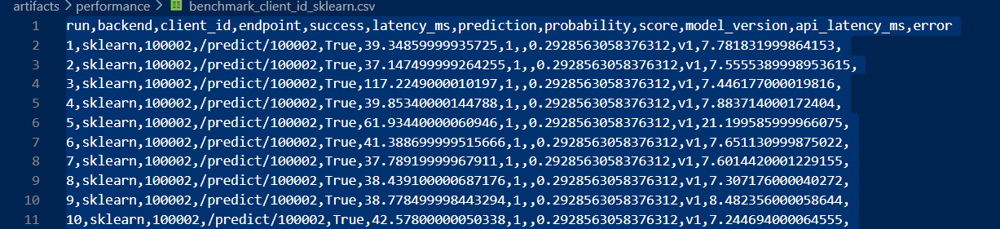 artifacts > performance > benchmark_client_id_sklearn.csv
1 run,backend,client_id,endpoint,success,latency_ms,prediction,probability,score,model_version,api_latency_ms,error
2 1,sklearn,100002,/predict/100002,True,39.34859999935725,1,,0.2928563058376312,v1,7.781831999864153,
3 2,sklearn,100002,/predict/100002,True,37.147499999264255,1,,0.2928563058376312,v1,7.5555389998953615,
4 3,sklearn,100002,/predict/100002,True,117.2249000010197,1,,0.2928563058376312,v1,7.446177000019816,
5 4,sklearn,100002,/predict/100002,True,39.85340000144788,1,,0.2928563058376312,v1,7.883714000172404,
6 5,sklearn,100002,/predict/100002,True,61.93440000060946,1,,0.2928563058376312,v1,21.199585999966075,
7 6,sklearn,100002,/predict/100002,True,41.388699999515666,1,,0.2928563058376312,v1,7.651130999875022,
8 7,sklearn,100002,/predict/100002,True,37.78919999967911,1,,0.2928563058376312,v1,7.6014420001229155,
9 8,sklearn,100002,/predict/100002,True,38.439100000687176,1,,0.2928563058376312,v1,7.307176000040272,
10 9,sklearn,100002,/predict/100002,True,38.778499998443294,1,,0.2928563058376312,v1,8.482356000058644,
11 10,sklearn,100002,/predict/100002,True,42.57800000050338,1,,0.2928563058376312,v1,7.244694000064555,